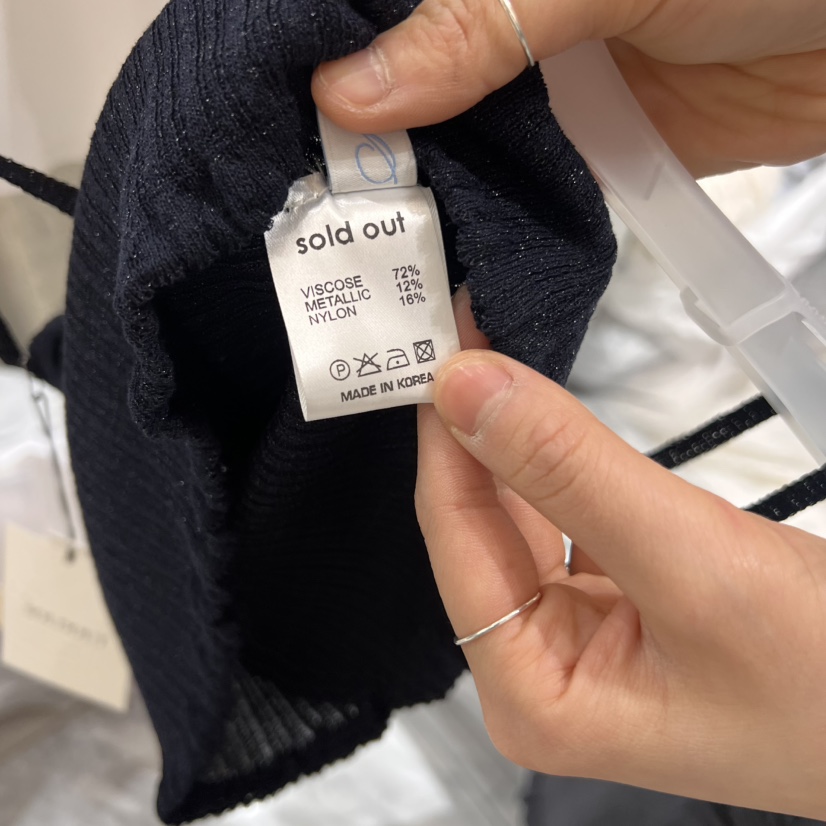 sold out
VISCOSE 72%
METALLIC 12%
NYLON 16%
P
MADE IN KOREA